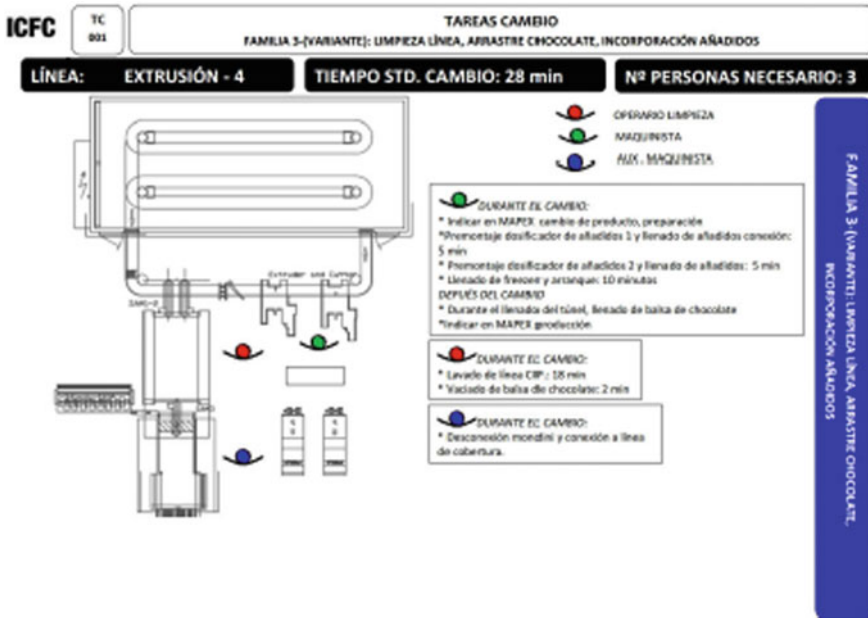 ICFC
TC
001
TAREAS CAMBIO
FAMILIA 3-(VARIANTE): LIMPIEZA LÍNEA, ARRASTRE CHOCOLATE, INCORPORACIÓN AÑADIDOS
LÍNEA: EXTRUSIÓN - 4
TIEMPO STD. CAMBIO: 28 min
Nº PERSONAS NECESARIO: 3
OPERARIO LIMPIEZA
MAQUINISTA
AUX. MAQUINISTA
Extruder and Cutter
DURANTE EL CAMBIO:
* Indicar en MAPEX cambio de producto, preparación
*Premontaje dosificador de añadidos 1 y llenado de añadidos conexión:
5 min
* Premontaje dosificador de añadidos 2 y llenado de añadidos: 5 min
* Llenado de freezer y arranque: 10 minutos
DEPUÉS DEL CAMBIO
* Durante el llenado del túnel, llenado de balsa de chocolate
*Indicar en MAPEX producción
DURANTE EL CAMBIO:
* Lavado de línea CIP.: 18 min
* Vaciado de balsa de chocolate: 2 min
DURANTE EL CAMBIO:
* Desconexión mondini y conexión a línea
de cobertura.
FAMILIA 3-(VARIANTE): LIMPIEZA LÍNEA, ARRASTRE CHOCOLATE,
INCORPORACIÓN AÑADIDOS